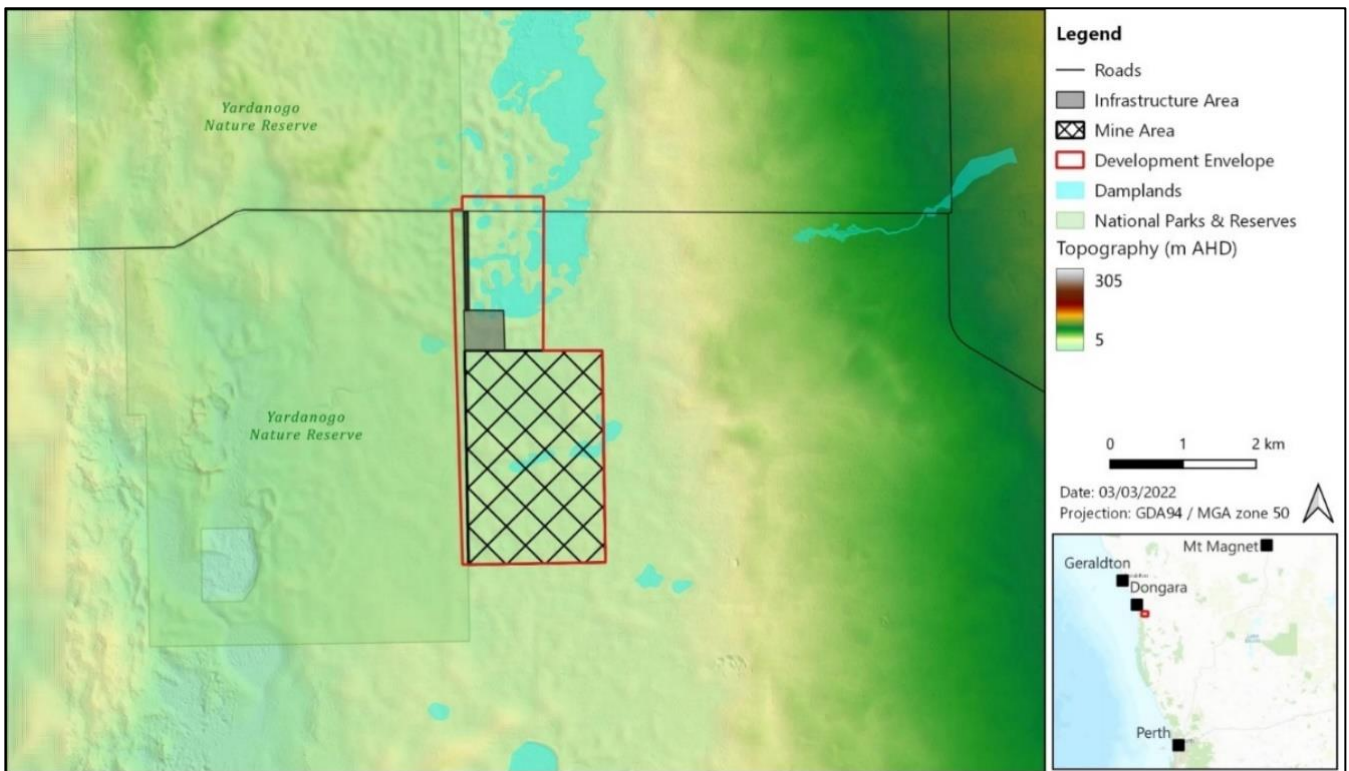 Yardanogo
Nature Reserve
Yardanogo
Nature Reserve
Legend
Roads
Infrastructure Area
Mine Area
Development Envelope
Damplands
National Parks & Reserves
Topography (m AHD)
305
5
0 1 2 km
Date: 03/03/2022
Projection: GDA94 / MGA zone 50
Mt Magnet
Geraldton
Dongara
Perth